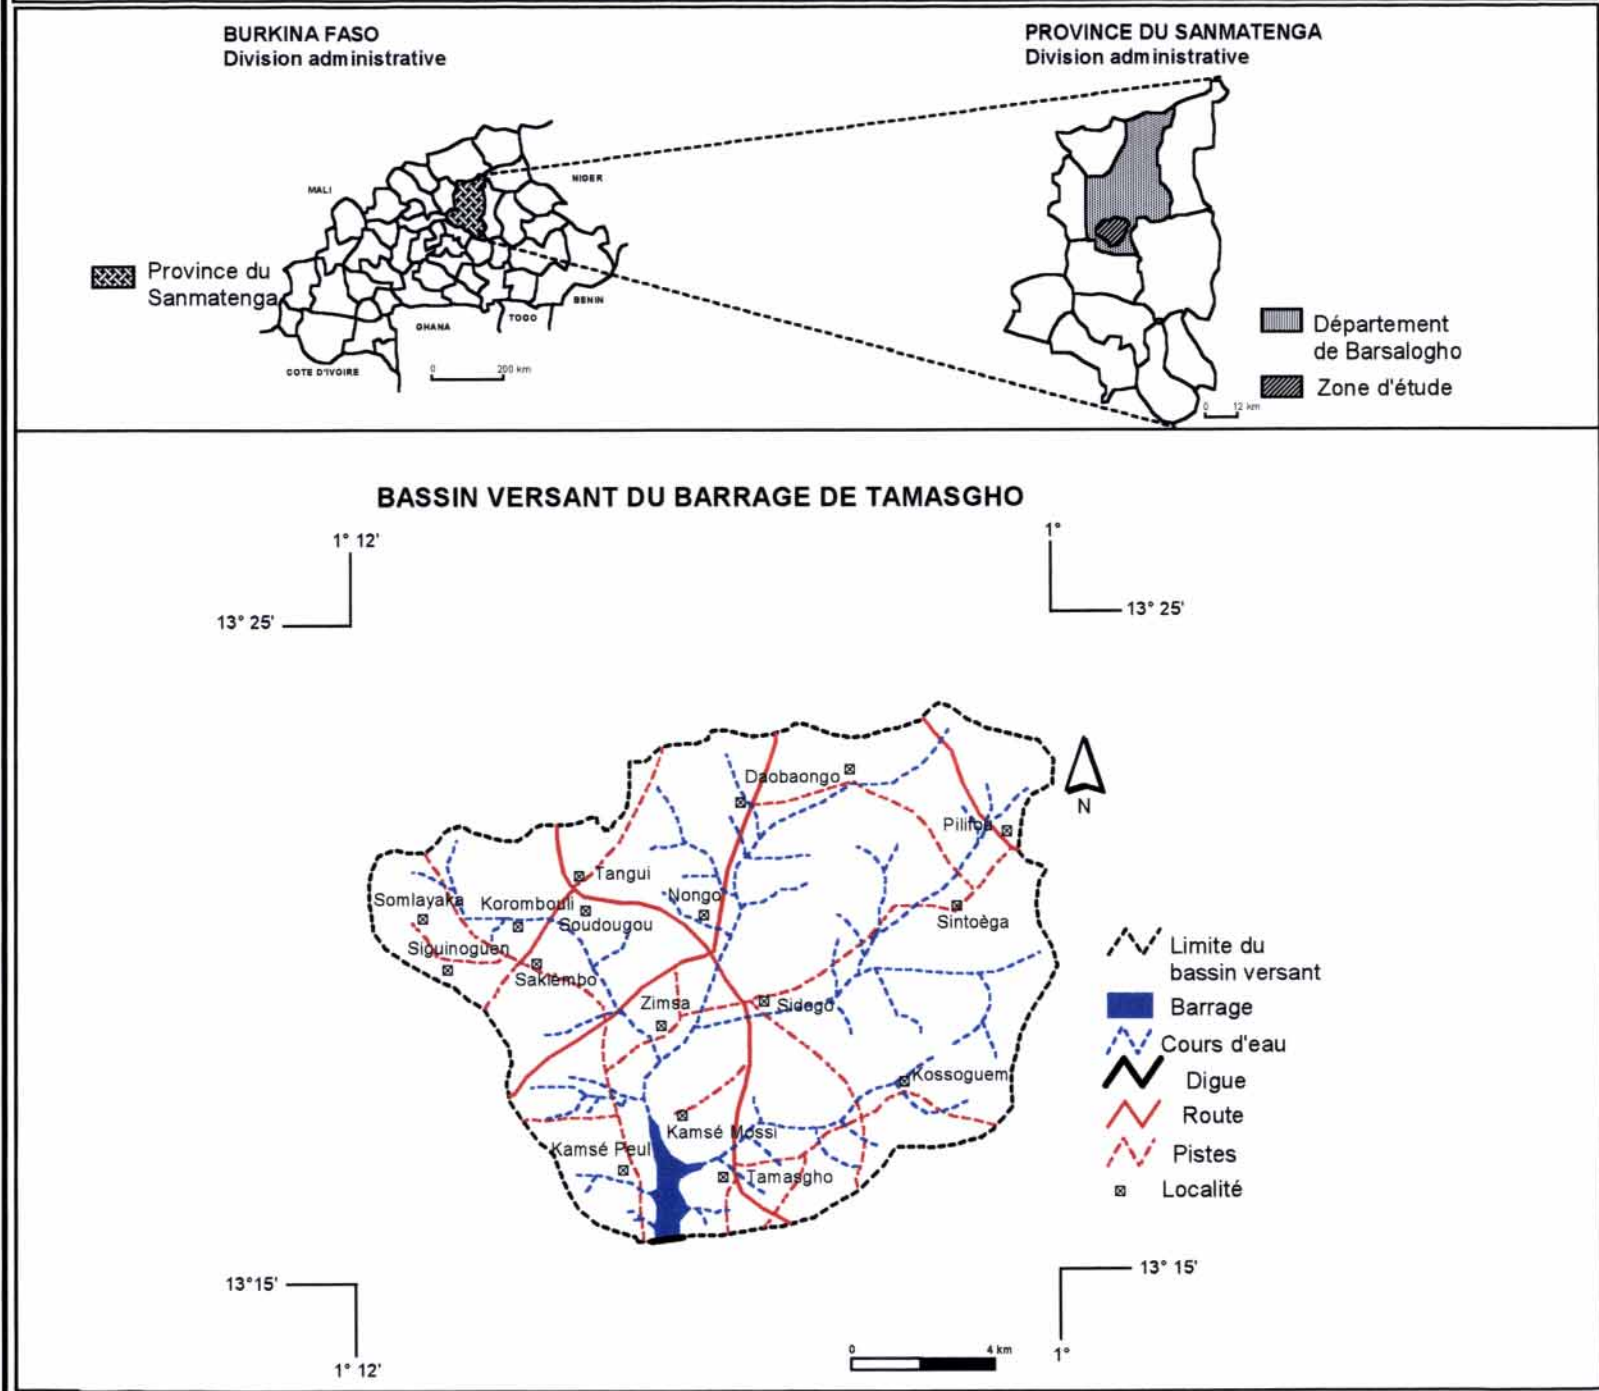 BURKINA FASO
Division administrative
PROVINCE DU SANMATENGA
Division administrative
MALI
NIGER
BENIN
TOGO
GHANA
COTE D'IVOIRE
0 200 km
Province du
Sanmatenga
Département
de Barsalogho
Zone d'étude
0 12 km
BASSIN VERSANT DU BARRAGE DE TAMASGHO
1° 12'
1°
13° 25'
13° 25'
Daobaongo
N
Pilifou
Tangui
Somlayaka
Korombouli
Nongo
Soudougou
Sintoèga
Siguinoguen
Saklembo
Zimsa
Sidogo
Kossoguem
Kamsé Mossi
Kamsé Peul
Tamasgho
Limite du
bassin versant
Barrage
Cours d'eau
Digue
Route
Pistes
Localité
13°15'
13° 15'
0 4 km
1° 12'
1°